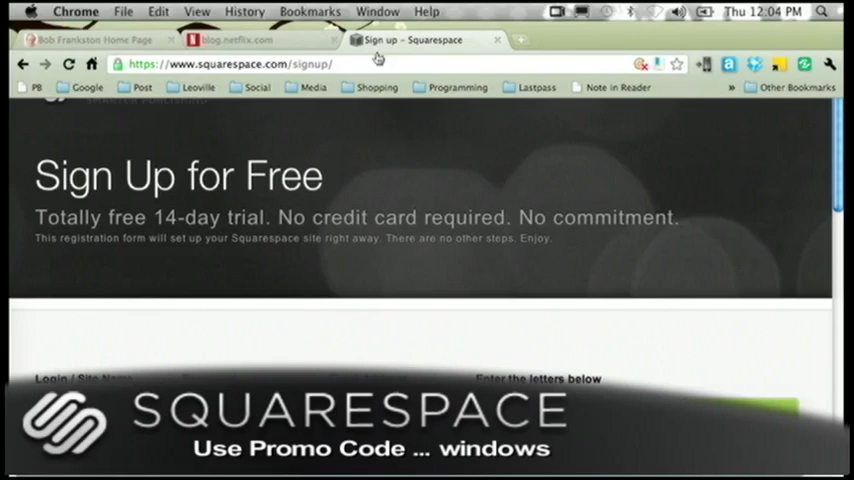 Chrome File Edit View History Bookmarks Window Help Thu 12:04 PM
Bob Frankston Home Page blog.netflix.com Sign up – Squarespace
https://www.squarespace.com/signup/
PB Google Post Leoville Social Media Shopping Programming Lastpass Note in Reader » Other Bookmarks
SMARTER PUBLISHING
Sign Up for Free
Totally free 14-day trial. No credit card required. No commitment.
This registration form will set up your Squarespace site right away. There are no other steps. Enjoy.
Login / Site Name Enter the letters below
SQUARESPACE
Use Promo Code ... windows